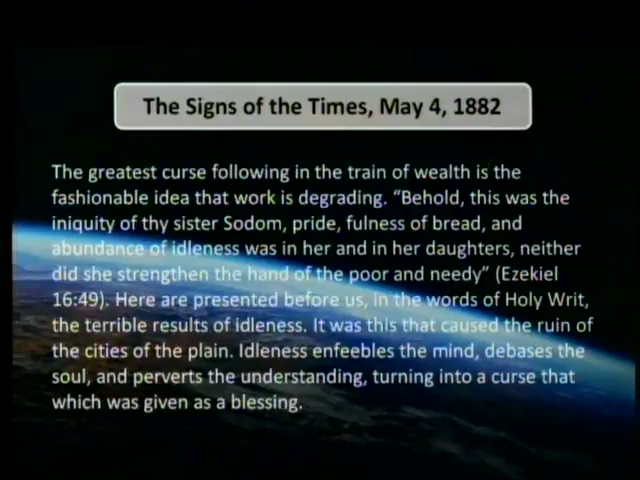 The Signs of the Times, May 4, 1882
The greatest curse following in the train of wealth is the
fashionable idea that work is degrading. “Behold, this was the
iniquity of thy sister Sodom, pride, fulness of bread, and
abundance of idleness was in her and in her daughters, neither
did she strengthen the hand of the poor and needy” (Ezekiel
16:49). Here are presented before us, in the words of Holy Writ,
the terrible results of idleness. It was this that caused the ruin of
the cities of the plain. Idleness enfeebles the mind, debases the
soul, and perverts the understanding, turning into a curse that
which was given as a blessing.